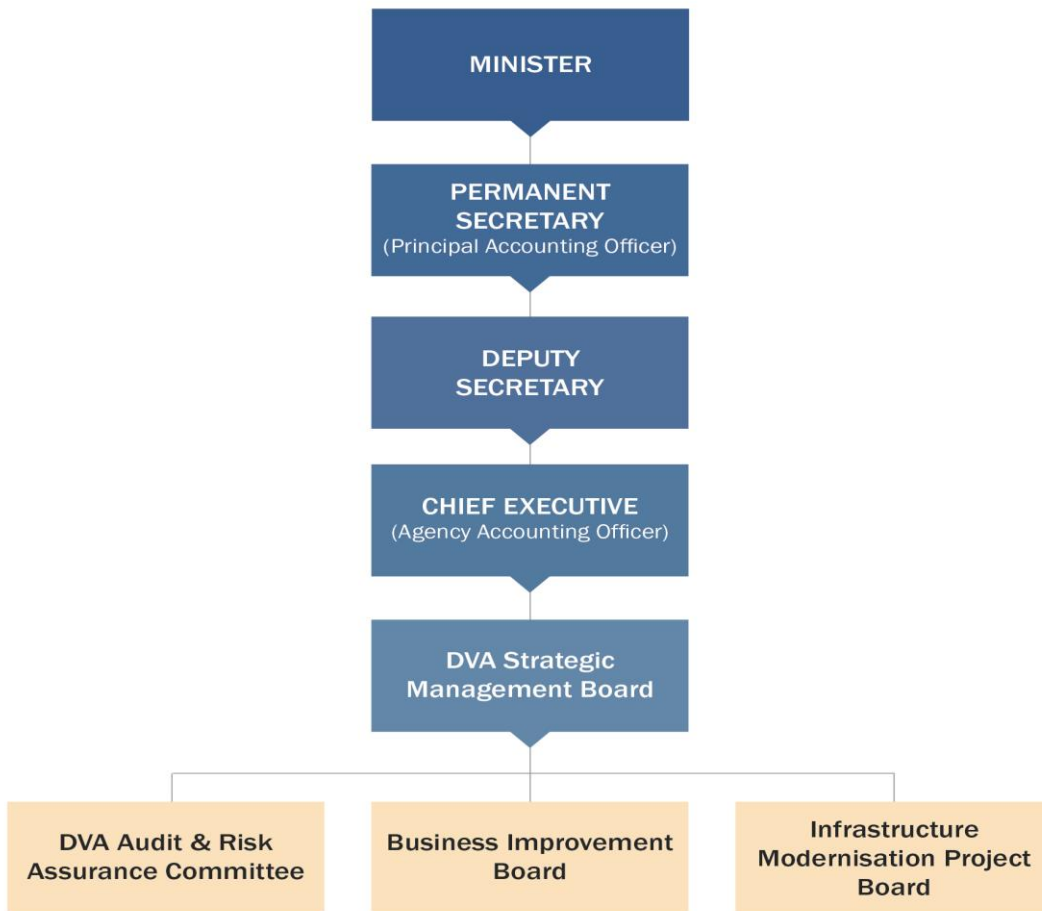 MINISTER
PERMANENT
SECRETARY
(Principal Accounting Officer)
DEPUTY
SECRETARY
CHIEF EXECUTIVE
(Agency Accounting Officer)
DVA Strategic
Management Board
DVA Audit & Risk
Assurance Committee
Business Improvement
Board
Infrastructure
Modernisation Project
Board